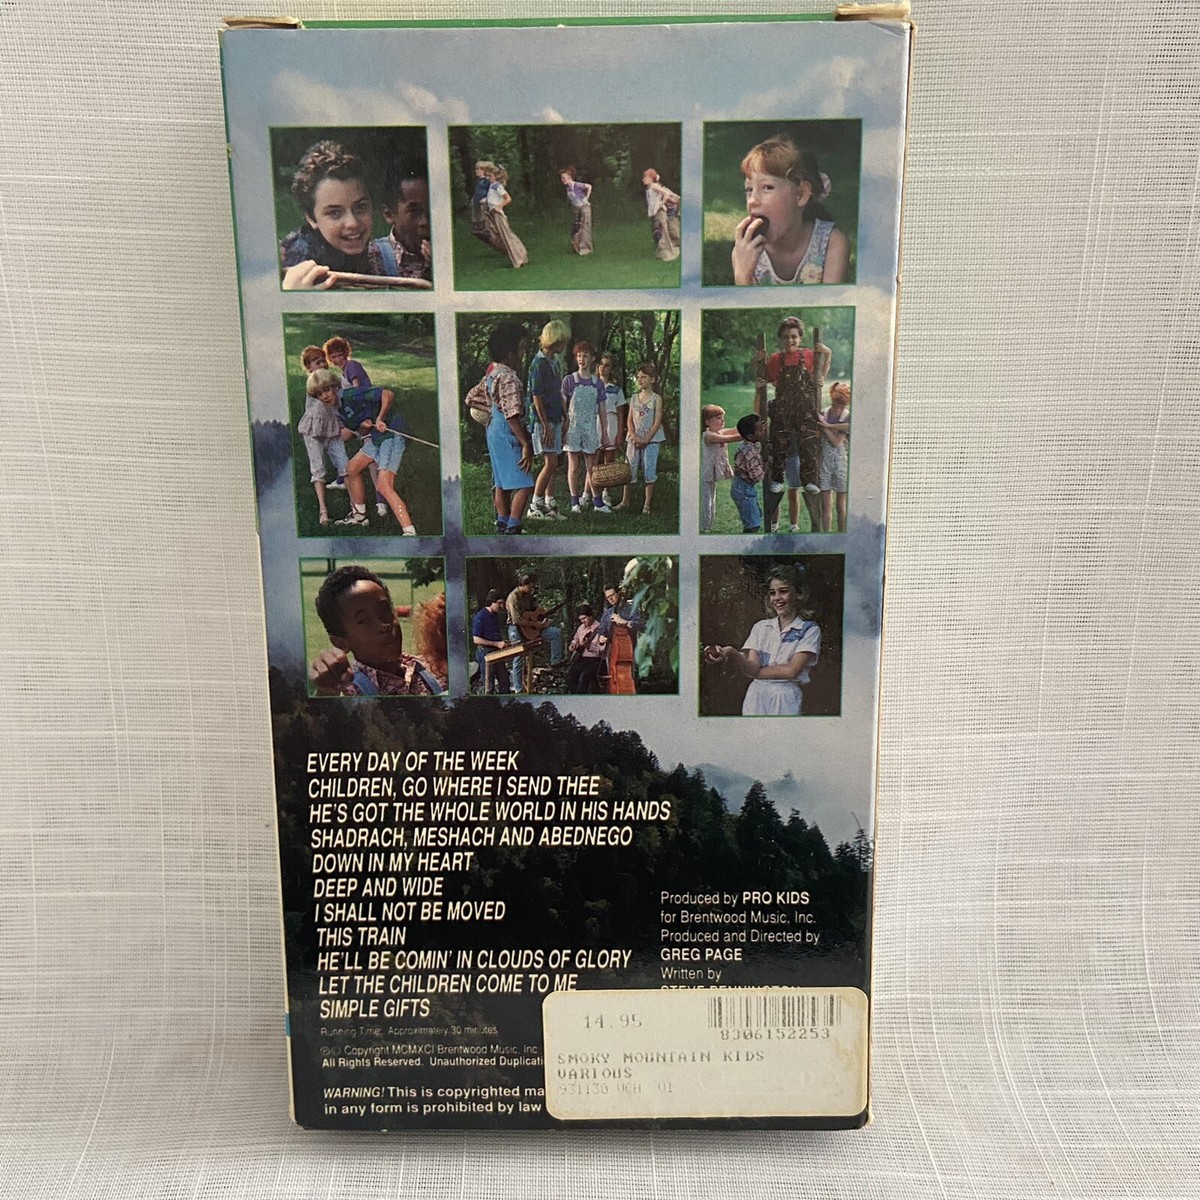 EVERY DAY OF THE WEEK
CHILDREN, GO WHERE I SEND THEE
HE'S GOT THE WHOLE WORLD IN HIS HANDS
SHADRACH, MESHACH AND ABEDNEGO
DOWN IN MY HEART
DEEP AND WIDE
I SHALL NOT BE MOVED
THIS TRAIN
HE'LL BE COMIN' IN CLOUDS OF GLORY
LET THE CHILDREN COME TO ME
SIMPLE GIFTS
Running Time: Approximately 30 minutes
℗© Copyright MCMXCI Brentwood Music, Inc
All Rights Reserved. Unauthorized Duplicati
WARNING! This is copyrighted ma
in any form is prohibited by law
Produced by PRO KIDS
for Brentwood Music, Inc.
Produced and Directed by
GREG PAGE
Written by
STEVE PENNINGTON
14.95
8306152253
SMOKY MOUNTAIN KIDS
VARIOUS
931130 VCH V1